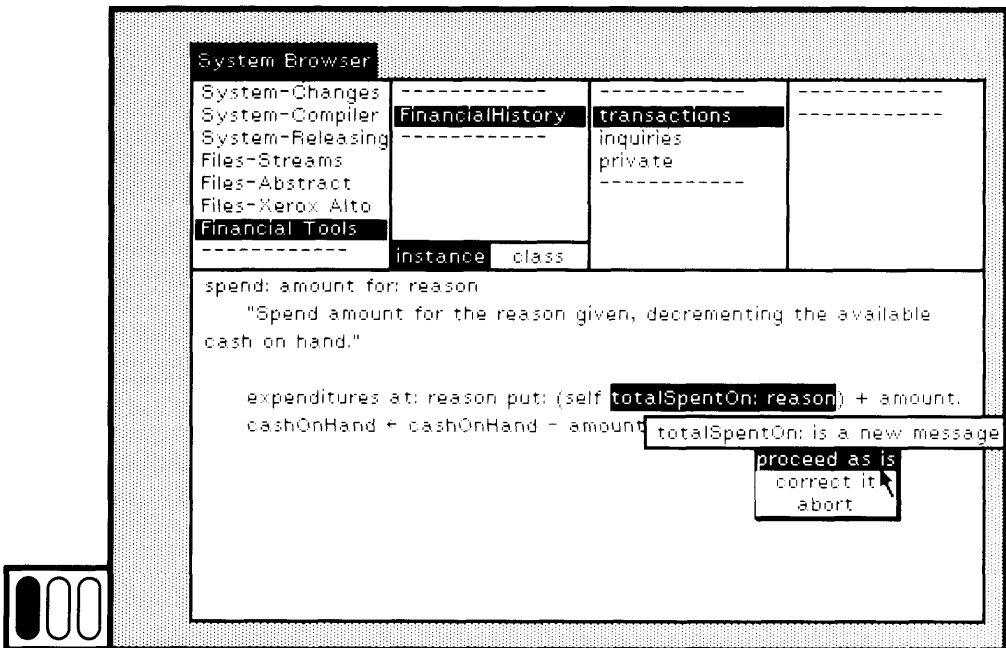 System Browser
System-Changes
System-Compiler
System-Releasing
Files-Streams
Files-Abstract
Files-Xerox Alto
Financial Tools
------------
------------
FinancialHistory
------------
instance class
------------
transactions
inquiries
private
------------
------------
------------
spend: amount for: reason
"Spend amount for the reason given, decrementing the available
cash on hand."
expenditures at: reason put: (self totalSpentOn: reason) + amount.
cashOnHand ← cashOnHand - amount
totalSpentOn: is a new message
proceed as is
correct it
abort